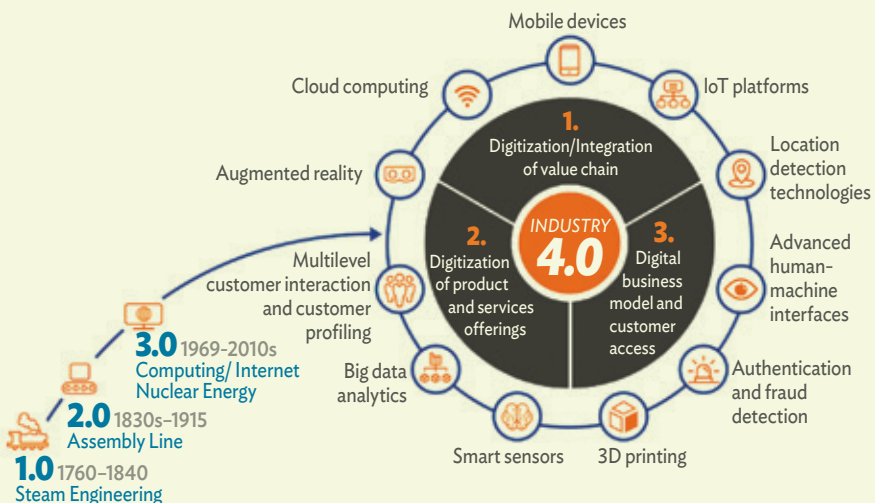 Mobile devices
Cloud computing
IoT platforms
Augmented reality
Location
detection
technologies
Multilevel
customer interaction
and customer
profiling
Advanced
human-
machine
interfaces
Big data
analytics
Authentication
and fraud
detection
Smart sensors
3D printing
1.
Digitization/Integration
of value chain
2.
Digitization
of product
and services
offerings
3.
Digital
business
model and
customer
access
INDUSTRY
4.0
3.0 1969-2010s
Computing/ Internet
Nuclear Energy
2.0 1830s–1915
Assembly Line
1.0 1760–1840
Steam Engineering